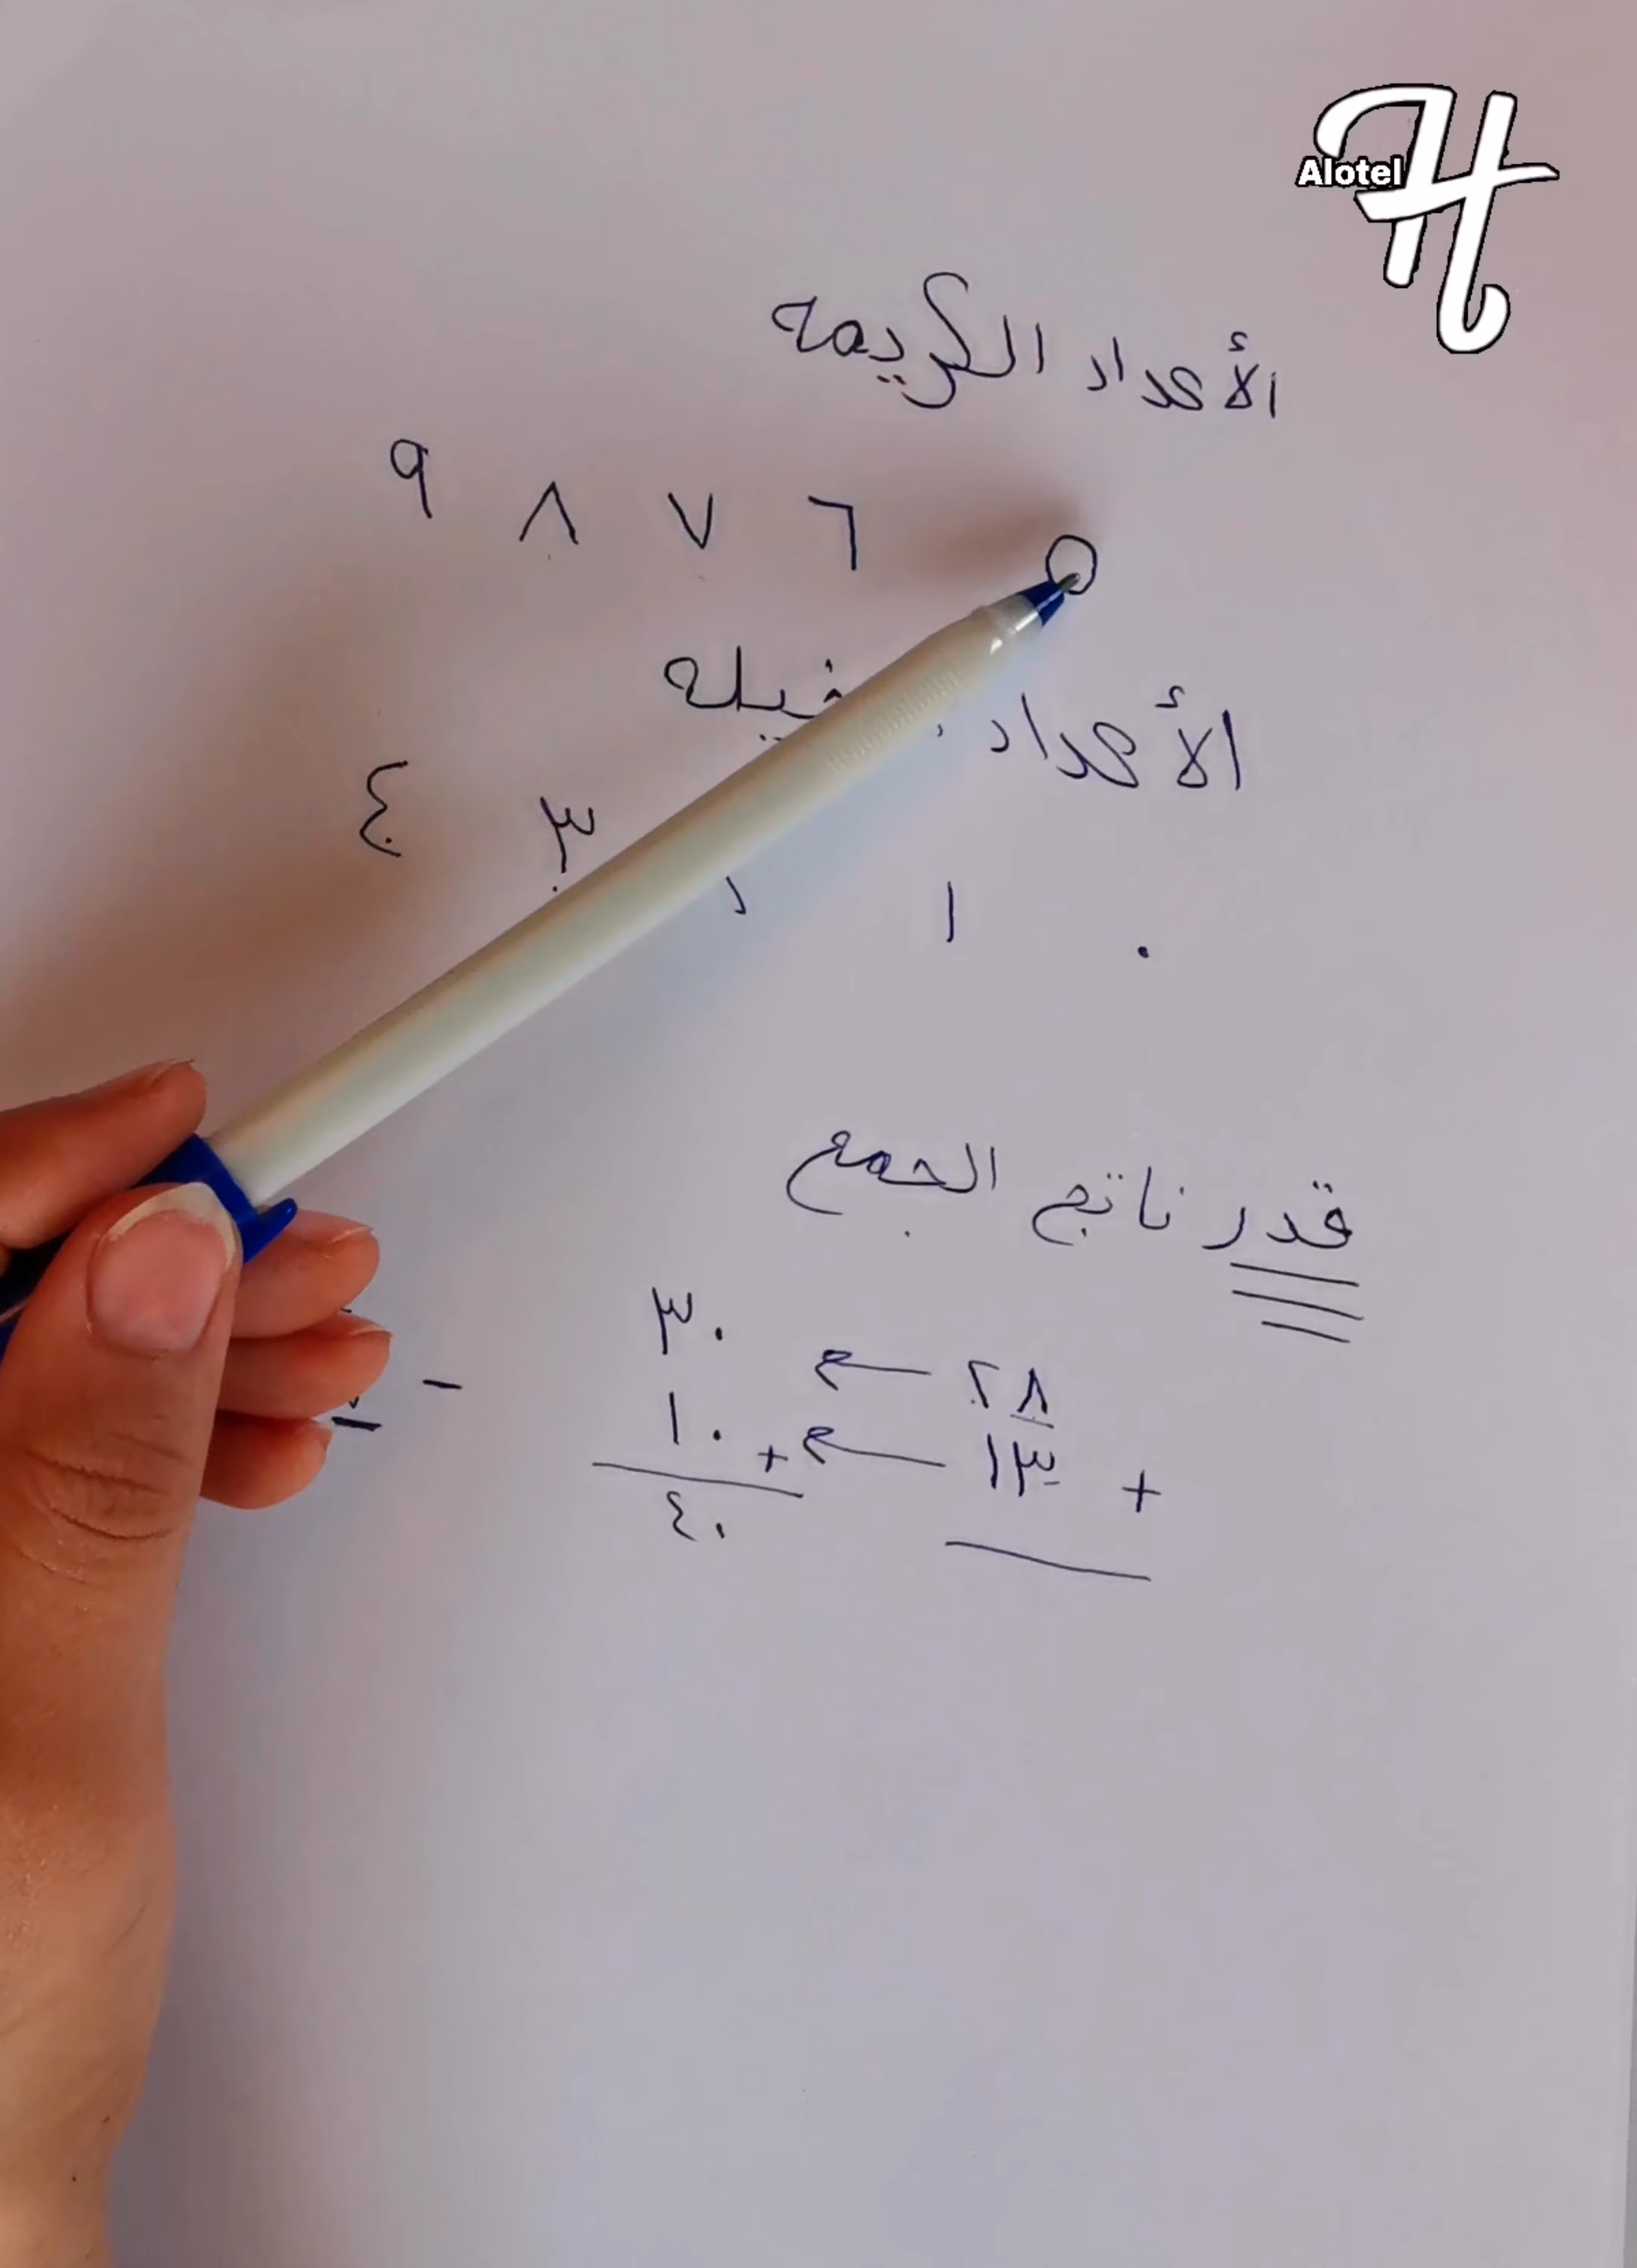 Alotel H
الأعداد الكريمه
٥ ٦ ٧ ٨ ٩
الأعداد
٠ ١ ٣ ٤
قدر ناتج الجمع
٢٨ ← ٣٠
+ ١٣ ← + ١٠
٤٠